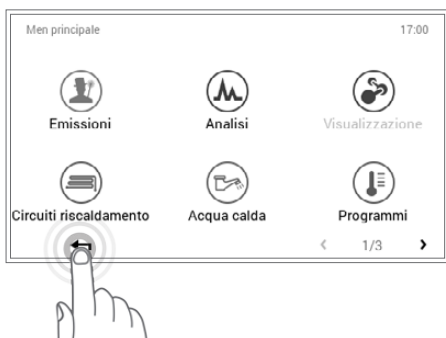 Men principale 17:00
Emissioni Analisi Visualizzazione
Circuiti riscaldamento Acqua calda Programmi
1/3